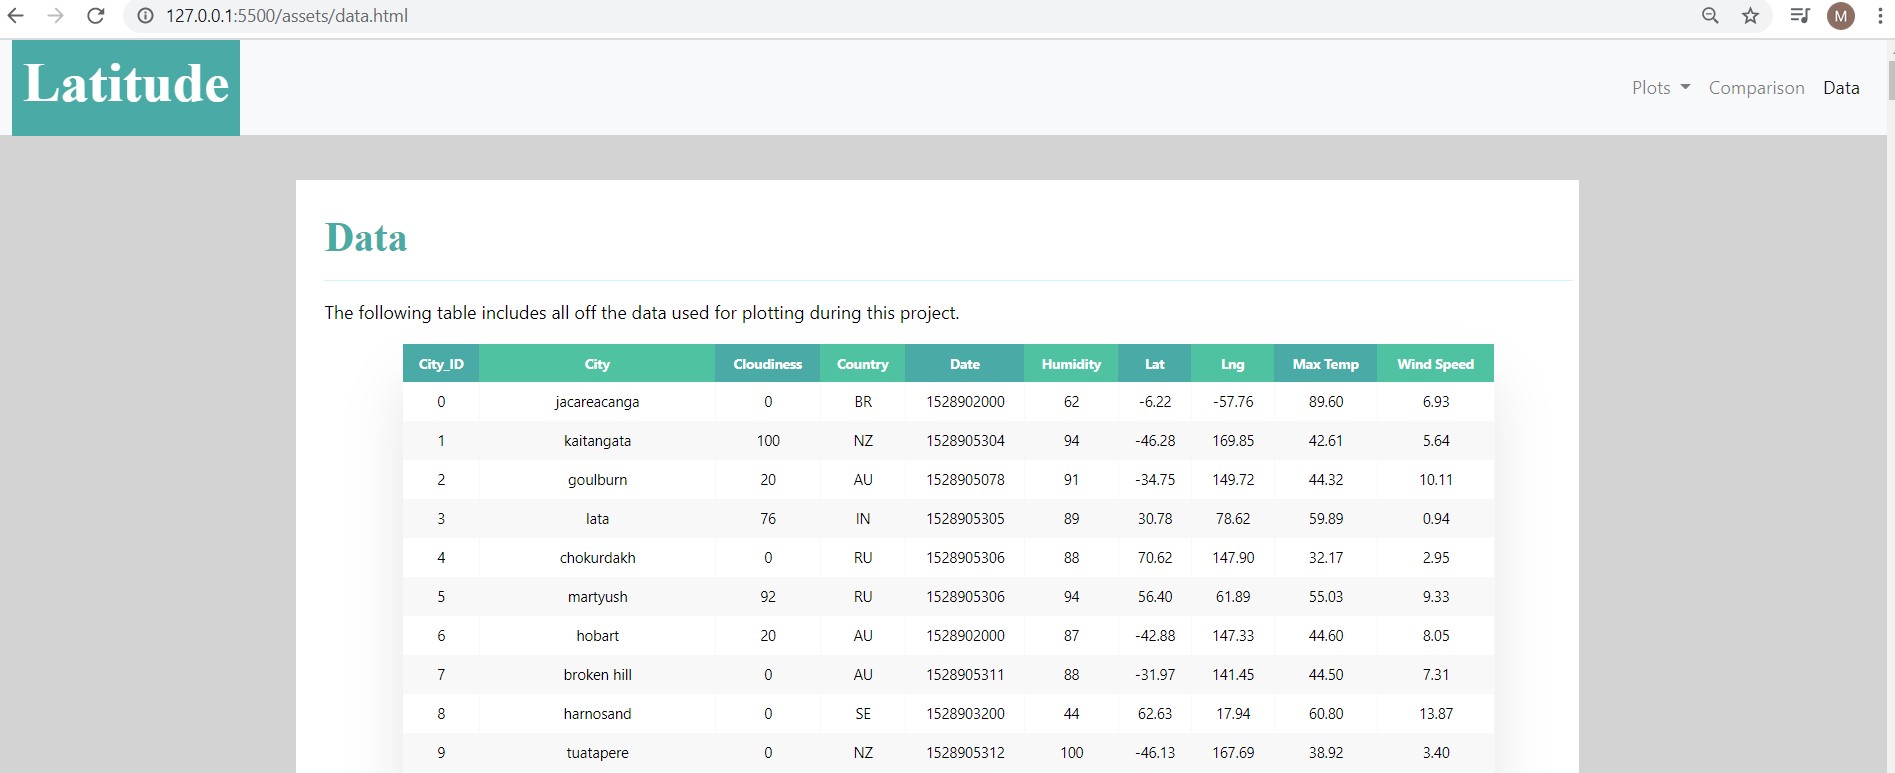 127.0.0.1:5500/assets/data.html
M
Latitude
Plots Comparison Data
Data
The following table includes all off the data used for plotting during this project.
City_ID City Cloudiness Country Date Humidity Lat Lng Max Temp Wind Speed
0 jacareacanga 0 BR 1528902000 62 -6.22 -57.76 89.60 6.93
1 kaitangata 100 NZ 1528905304 94 -46.28 169.85 42.61 5.64
2 goulburn 20 AU 1528905078 91 -34.75 149.72 44.32 10.11
3 lata 76 IN 1528905305 89 30.78 78.62 59.89 0.94
4 chokurdakh 0 RU 1528905306 88 70.62 147.90 32.17 2.95
5 martyush 92 RU 1528905306 94 56.40 61.89 55.03 9.33
6 hobart 20 AU 1528902000 87 -42.88 147.33 44.60 8.05
7 broken hill 0 AU 1528905311 88 -31.97 141.45 44.50 7.31
8 harnosand 0 SE 1528903200 44 62.63 17.94 60.80 13.87
9 tuatapere 0 NZ 1528905312 100 -46.13 167.69 38.92 3.40